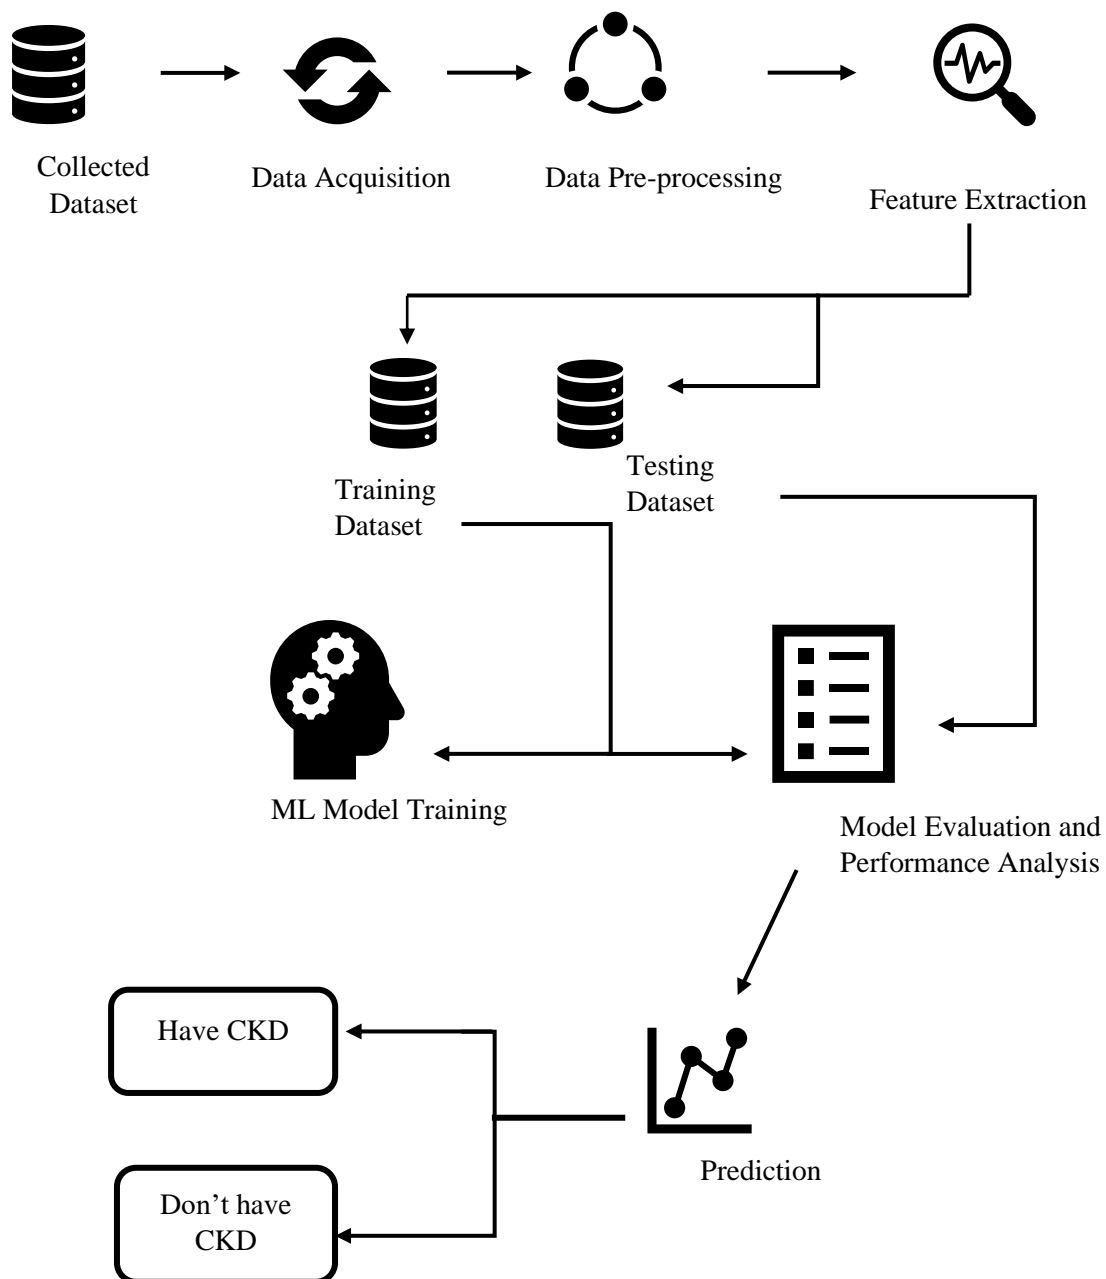 Collected
Dataset
Data Acquisition
Data Pre-processing
Feature Extraction
Training
Dataset
Testing
Dataset
ML Model Training
Model Evaluation and
Performance Analysis
Have CKD
Don’t have
CKD
Prediction